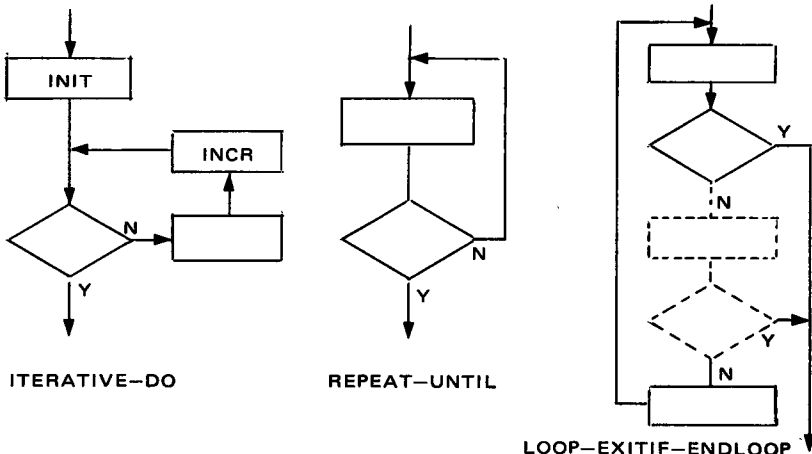 INIT
INCR
N
Y
ITERATIVE–DO
N
Y
REPEAT–UNTIL
Y
N
Y
N
LOOP–EXITIF–ENDLOOP